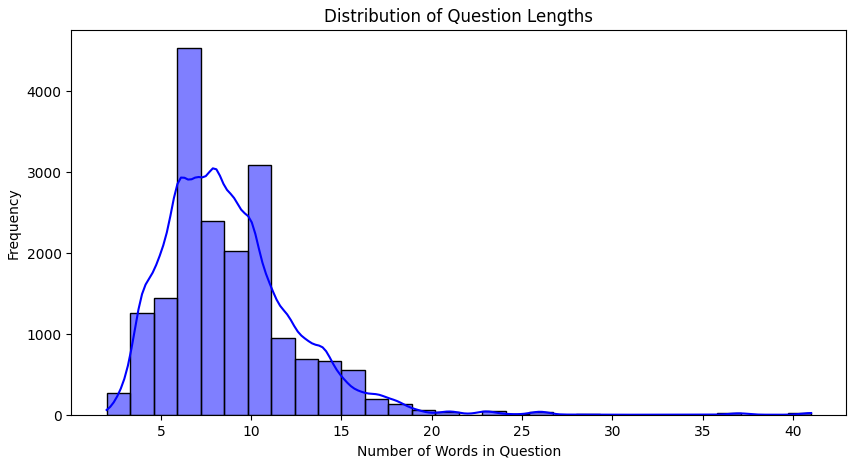 Distribution of Question Lengths
Frequency
4000
3000
2000
1000
0
5 10 15 20 25 30 35 40
Number of Words in Question